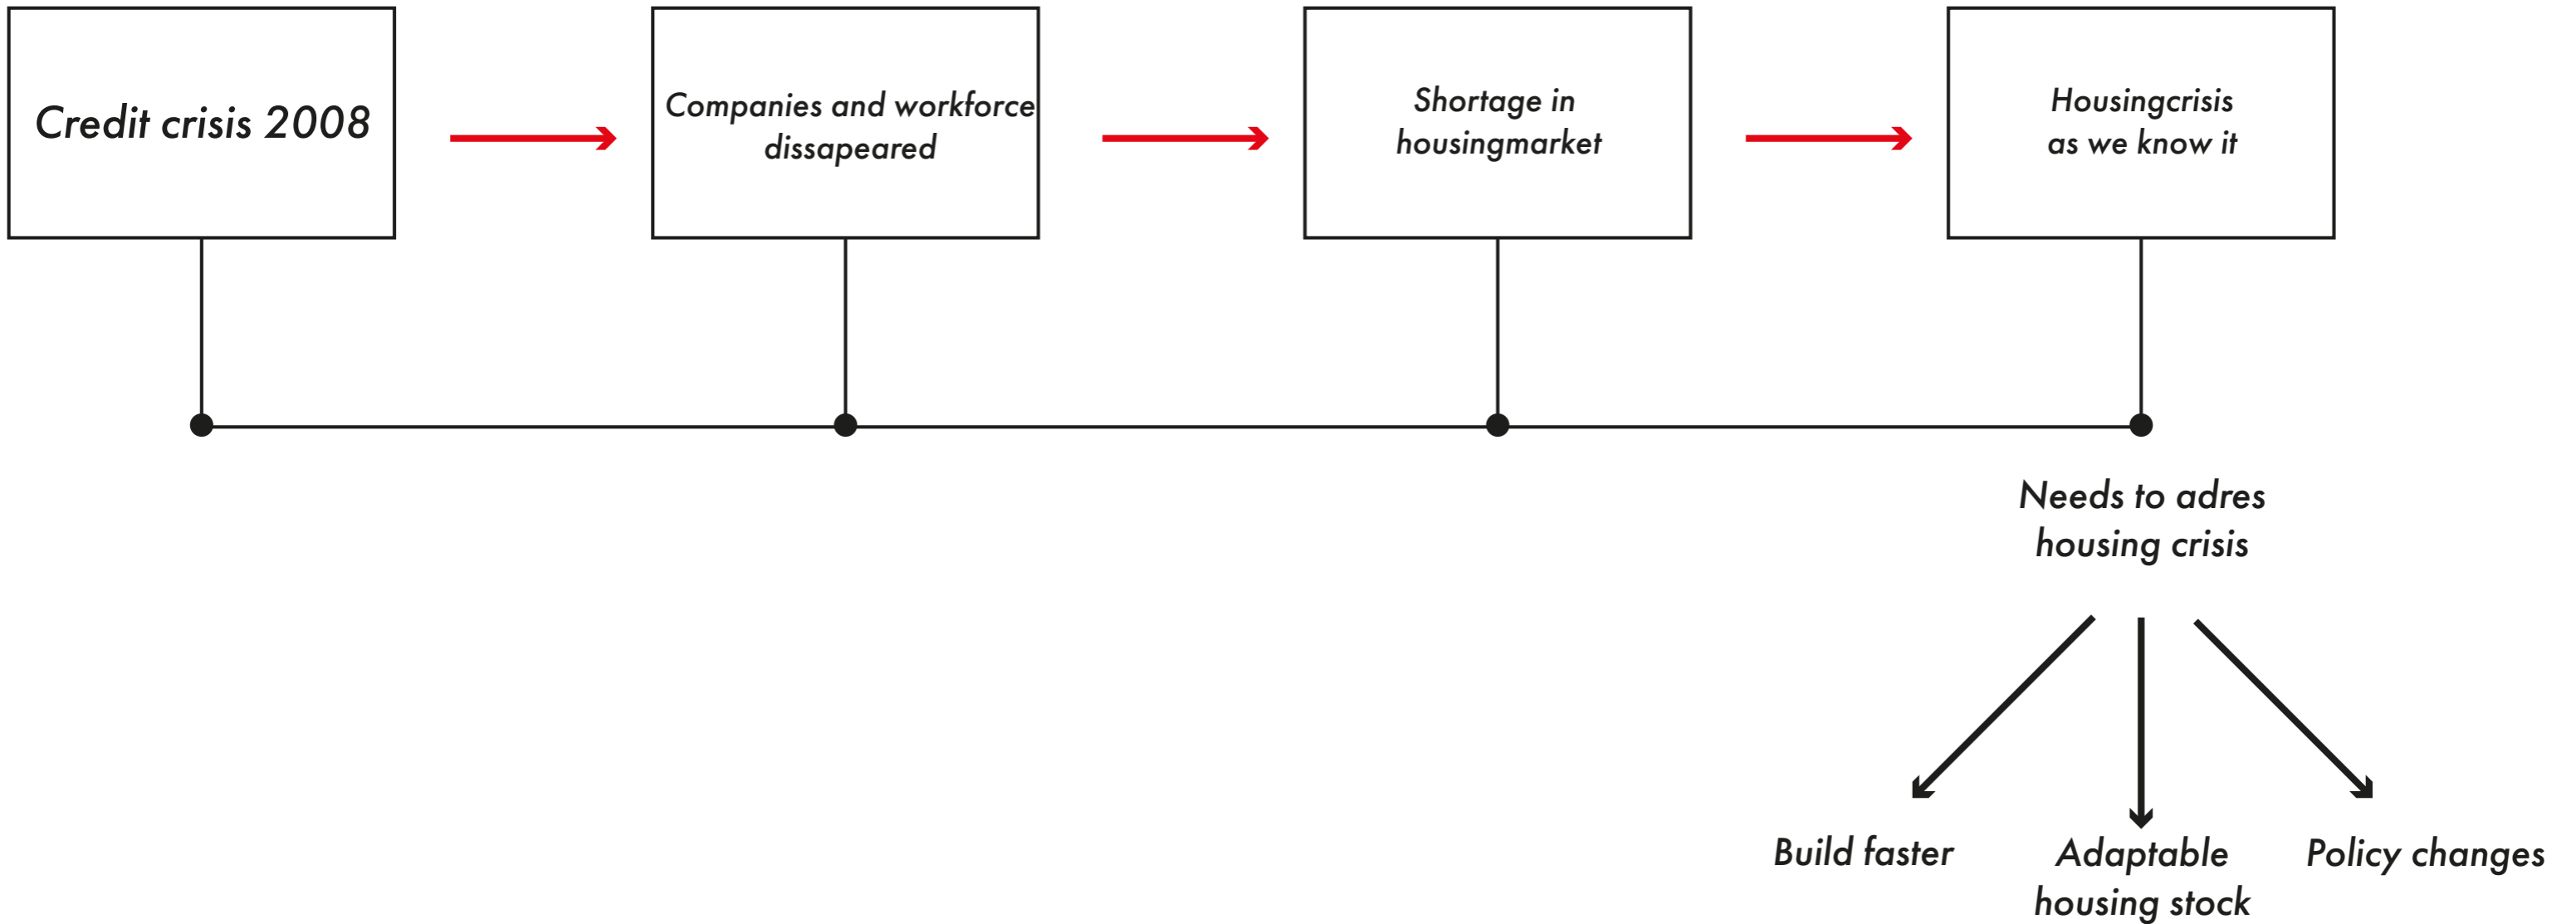 Credit crisis 2008
Companies and workforce
dissapeared
Shortage in
housingmarket
Housingcrisis
as we know it
Needs to adres
housing crisis
Build faster
Adaptable
housing stock
Policy changes